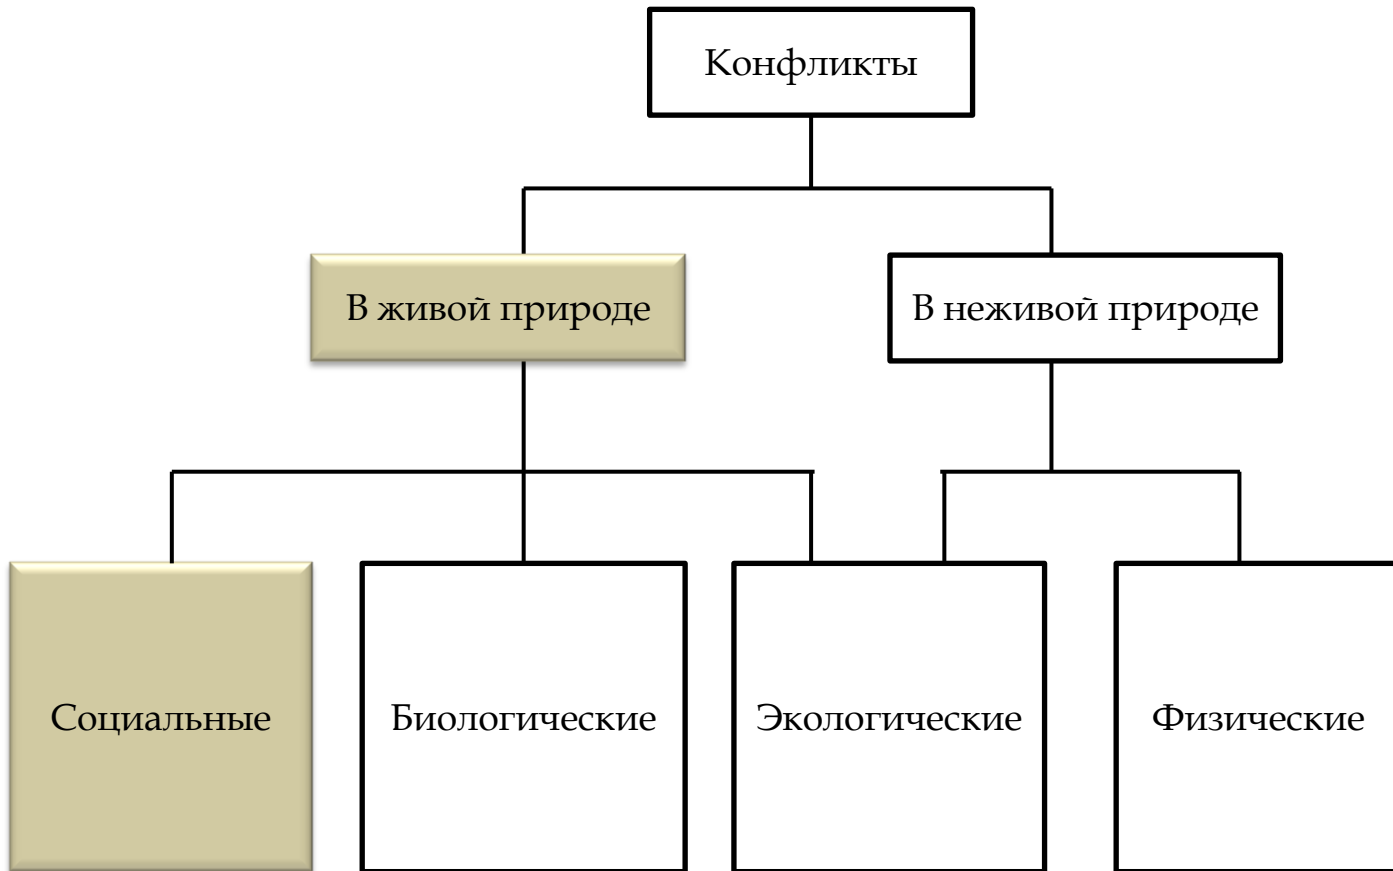 Конфликты
В живой природе
В неживой природе
Социальные
Биологические
Экологические
Физические